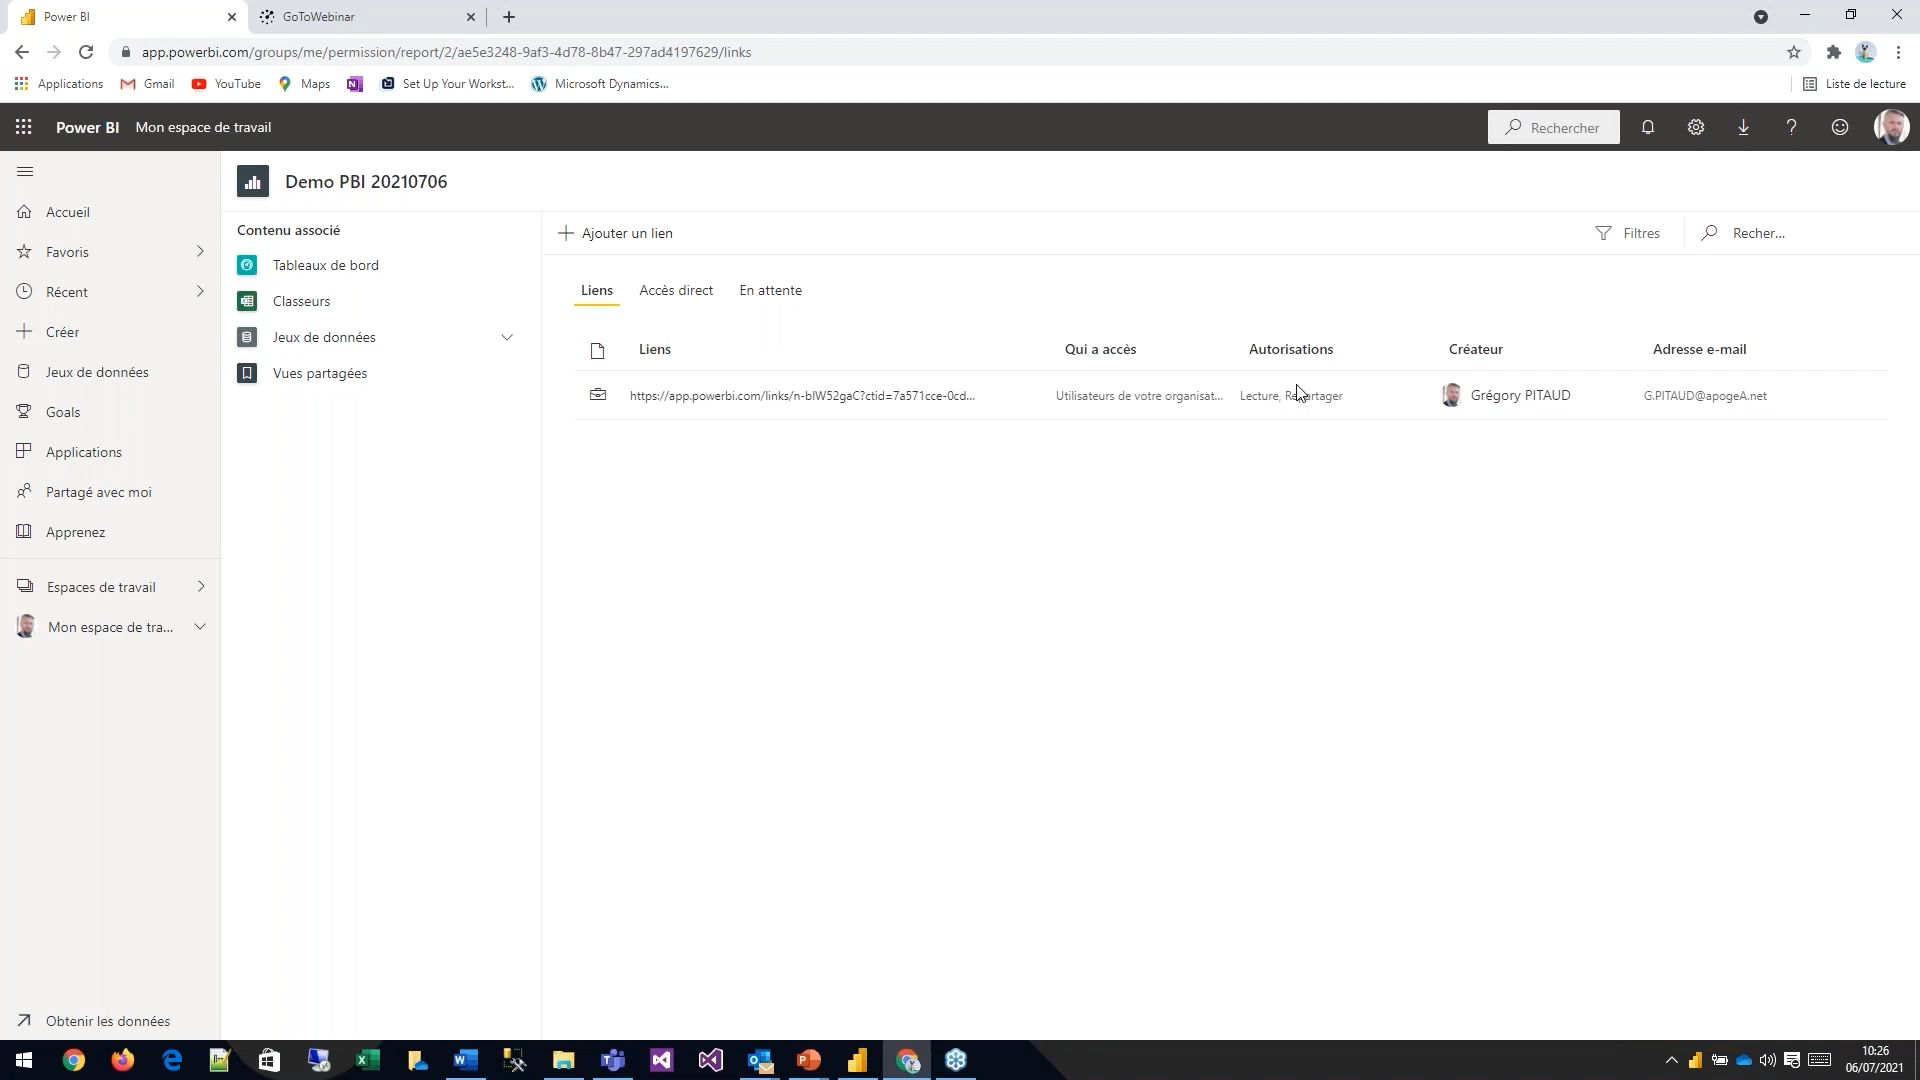 Power BI
GoToWebinar
app.powerbi.com/groups/me/permission/report/2/ae5e3248-9af3-4d78-8b47-297ad4197629/links
Applications
Gmail
YouTube
Maps
Set Up Your Workst...
Microsoft Dynamics...
Liste de lecture
Power BI
Mon espace de travail
Rechercher
Demo PBI 20210706
Accueil
Favoris
Récent
Créer
Jeux de données
Goals
Applications
Partagé avec moi
Apprenez
Espaces de travail
Mon espace de tra...
Obtenir les données
Contenu associé
Tableaux de bord
Classeurs
Jeux de données
Vues partagées
Ajouter un lien
Filtres
Recher...
Liens Accès direct En attente
Liens Qui a accès Autorisations Créateur Adresse e-mail
https://app.powerbi.com/links/n-bIW52gaC?ctid=7a571cce-0cd... Utilisateurs de votre organisat... Lecture, Repartager Grégory PITAUD G.PITAUD@apogeA.net
10:26
06/07/2021